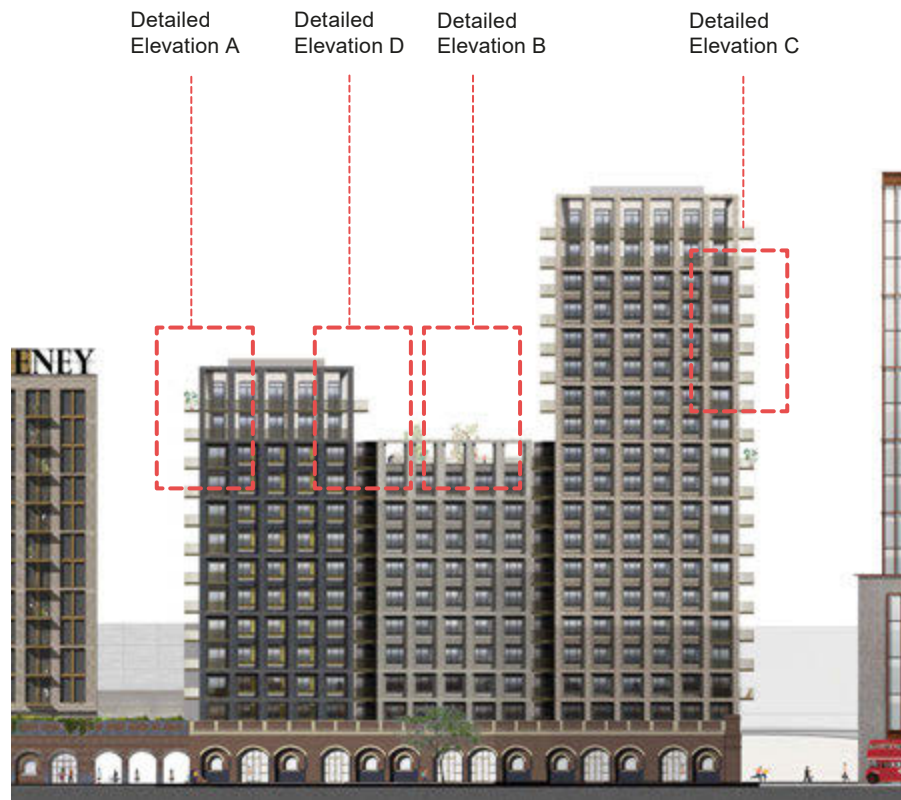 Detailed
Elevation A
Detailed
Elevation D
Detailed
Elevation B
Detailed
Elevation C
ENEY